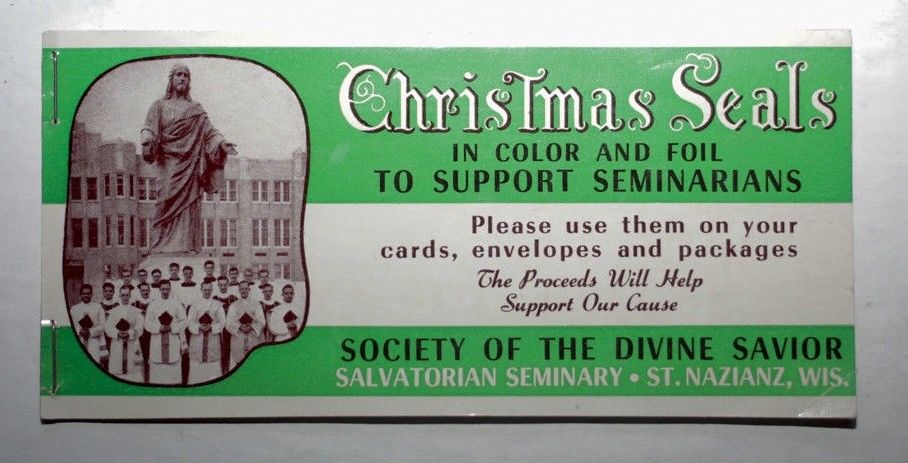 ChrisTmas Seals
IN COLOR AND FOIL
TO SUPPORT SEMINARIANS
Please use them on your
cards, envelopes and packages
The Proceeds Will Help
Support Our Cause
SOCIETY OF THE DIVINE SAVIOR
SALVATORIAN SEMINARY • ST. NAZIANZ, WIS.